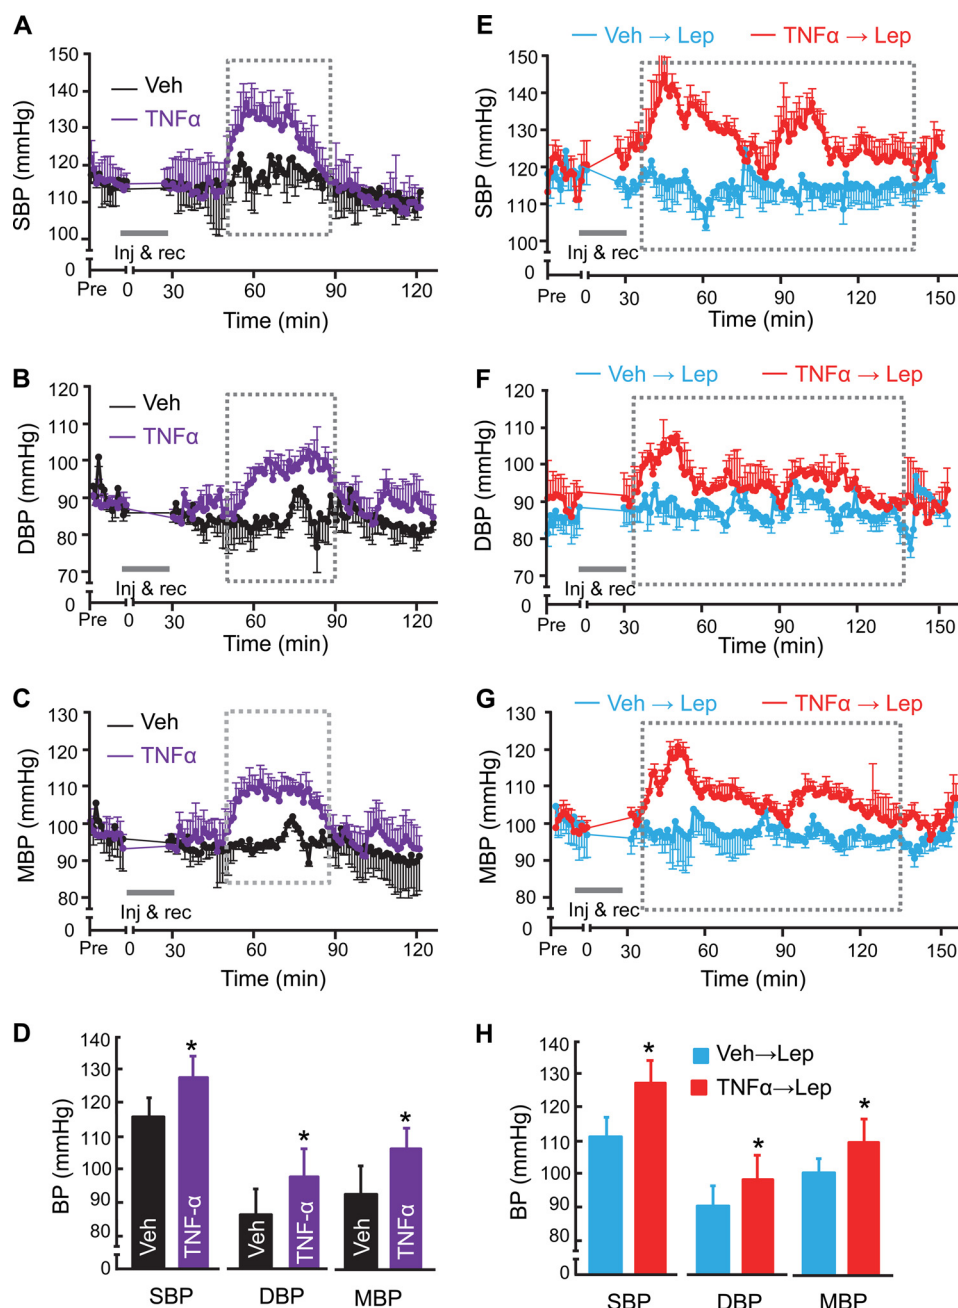 A
SBP (mmHg)
150
140
130
120
110
100
0
Veh
TNFα
Inj & rec
Pre 0 30 60 90 120
Time (min)
B
DBP (mmHg)
120
110
100
90
80
70
0
Veh
TNFα
Inj & rec
Pre 0 30 60 90 120
Time (min)
C
MBP (mmHg)
130
110
100
90
80
0
Veh
TNFα
Inj & rec
Pre 0 30 60 90 120
Time (min)
D
BP (mmHg)
140
130
120
110
100
90
80
0
* * *
Veh TNF-α Veh TNF-α Veh TNFα
SBP DBP MBP
E
Veh → Lep TNFα → Lep
SBP (mmHg)
150
140
130
120
110
100
0
Inj & rec
Pre 0 30 60 90 120 150
Time (min)
F
Veh → Lep TNFα → Lep
DBP (mmHg)
120
110
100
90
80
70
0
Inj & rec
Pre 0 30 60 90 120 150
Time (min)
G
Veh → Lep TNFα → Lep
MBP (mmHg)
130
120
110
100
90
80
0
Inj & rec
Pre 0 30 60 90 120 150
Time (min)
H
Veh→Lep
TNFα→Lep
BP (mmHg)
140
130
120
110
100
90
80
0
* * *
SBP DBP MBP